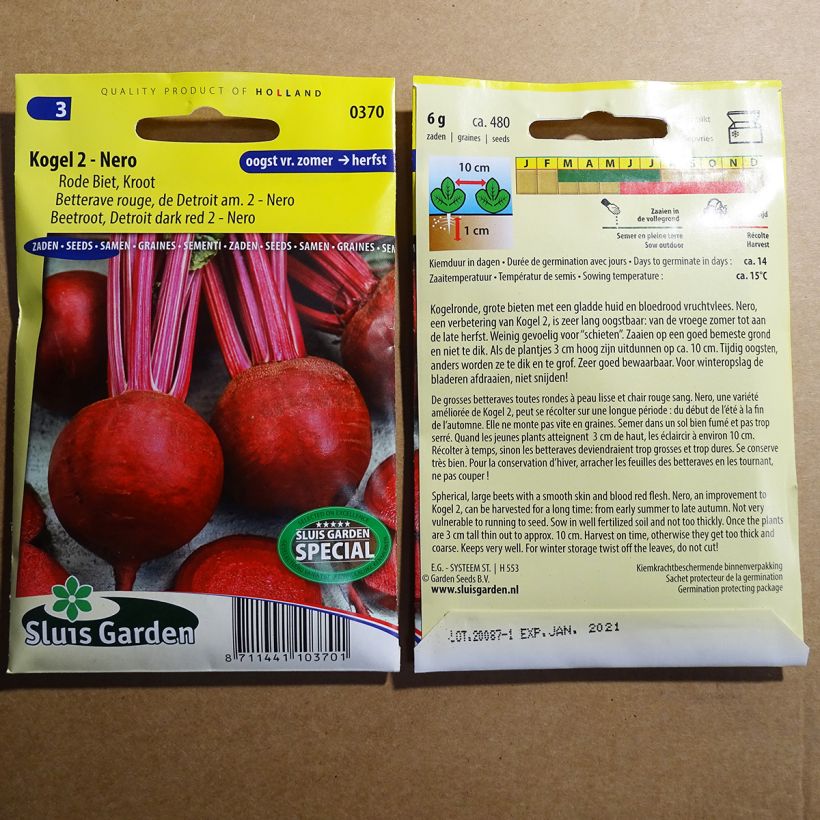 QUALITY PRODUCT OF HOLLAND
3
0370
Kogel 2 - Nero
oogst vr. zomer → herfst
Rode Biet, Kroot
Betterave rouge, de Detroit am. 2 - Nero
Beetroot, Detroit dark red 2 - Nero
ZADEN • SEEDS • SAMEN • GRAINES • SEMENTI • ZADEN • SEEDS • SAMEN • GRAINES • SEM
SELECTED ON EXCELLENCE
SLUIS GARDEN
SPECIAL
Sluis Garden
8 711441 103701
6 g ca. 480
zaden | graines | seeds
10 cm
1 cm
J F M A M J J S O N D
Zaaien in
de vollegrond
Semer en pleine terre
Sow outdoor
Récolte
Harvest
Kiemduur in dagen • Durée de germination avec jours • Days to germinate in days : ca. 14
Zaaitemperatuur • Températur de semis • Sowing temperature : ca. 15°C
Kogelronde, grote bieten met een gladde huid en bloedrood vruchtvlees. Nero,
een verbetering van Kogel 2, is zeer lang oogstbaar: van de vroege zomer tot aan
de late herfst. Weinig gevoelig voor "schieten". Zaaien op een goed bemeste grond
en niet te dik. Als de plantjes 3 cm hoog zijn uitdunnen op ca. 10 cm. Tijdig oogsten,
anders worden ze te dik en te grof. Zeer goed bewaarbaar. Voor winteropslag de
bladeren afdraaien, niet snijden!
De grosses betteraves toutes rondes à peau lisse et chair rouge sang. Nero, une variété
améliorée de Kogel 2, peut se récolter sur une longue période : du début de l'été à la fin
de l'automne. Elle ne monte pas vite en graines. Semer dans un sol bien fumé et pas trop
serré. Quand les jeunes plants atteignent 3 cm de haut, les éclaircir à environ 10 cm.
Récolter à temps, sinon les betteraves deviendraient trop grosses et trop dures. Se conserve
très bien. Pour la conservation d'hiver, arracher les feuilles des betteraves en les tournant,
ne pas couper !
Spherical, large beets with a smooth skin and blood red flesh. Nero, an improvement to
Kogel 2, can be harvested for a long time: from early summer to late autumn. Not very
vulnerable to running to seed. Sow in well fertilized soil and not too thickly. Once the plants
are 3 cm tall thin out to approx. 10 cm. Harvest on time, otherwise they get too thick and
coarse. Keeps very well. For winter storage twist off the leaves, do not cut!
E.G. - SYSTEEM ST. | H 553
© Garden Seeds B.V.
www.sluisgarden.nl
Kiemkrachtbeschermende binnenverpakking
Sachet protecteur de la germination
Germination protecting package
LOT.20087-1 EXP.JAN. 2021